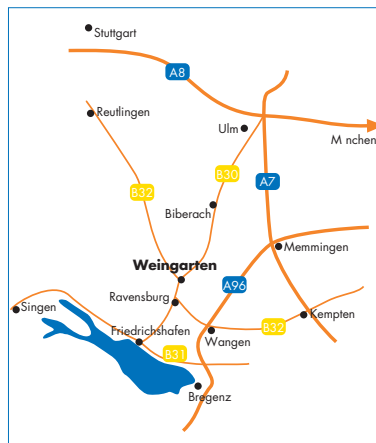 Stuttgart
A8
Reutlingen
Ulm
M nchen
B30
A7
B32
Biberach
Memmingen
Weingarten
A96
Ravensburg
Singen
Kempten
Friedrichshafen
B32
Wangen
B31
Bregenz